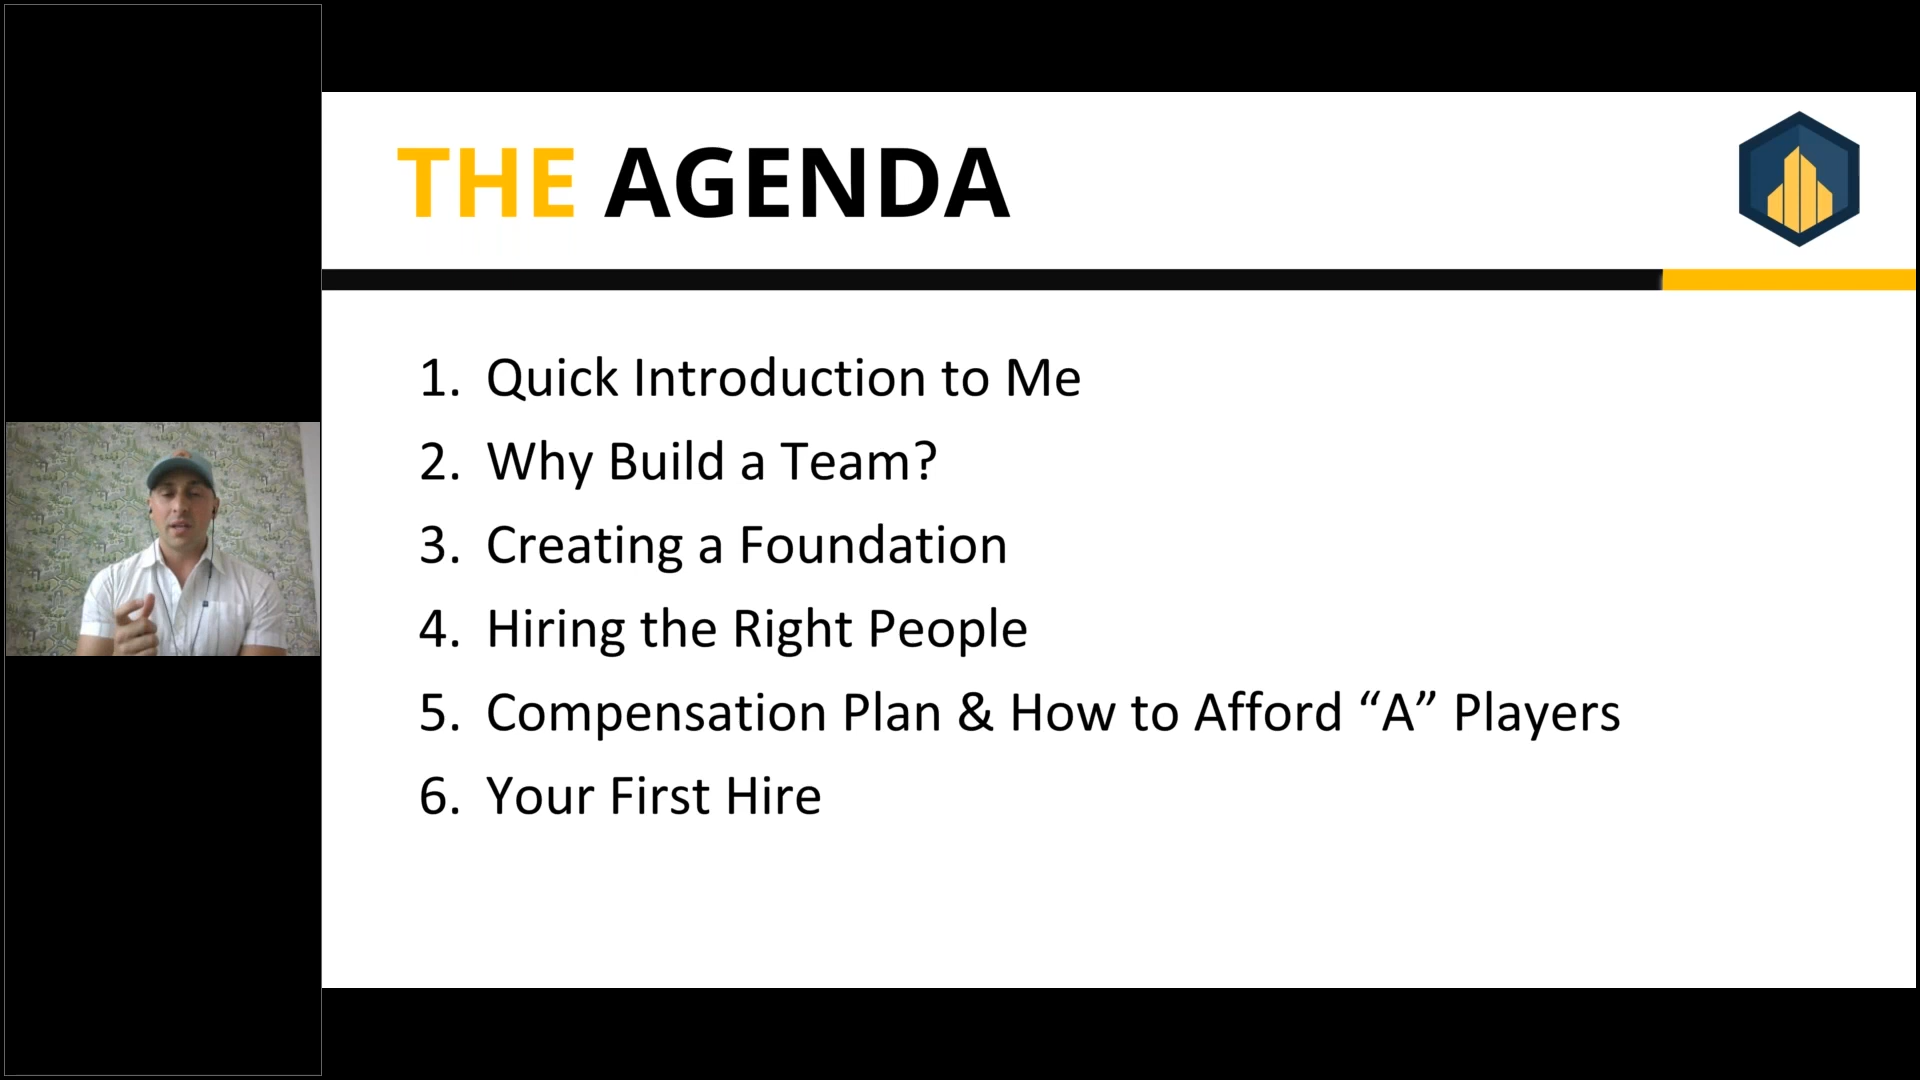 THE AGENDA
1. Quick Introduction to Me
2. Why Build a Team?
3. Creating a Foundation
4. Hiring the Right People
5. Compensation Plan & How to Afford “A” Players
6. Your First Hire